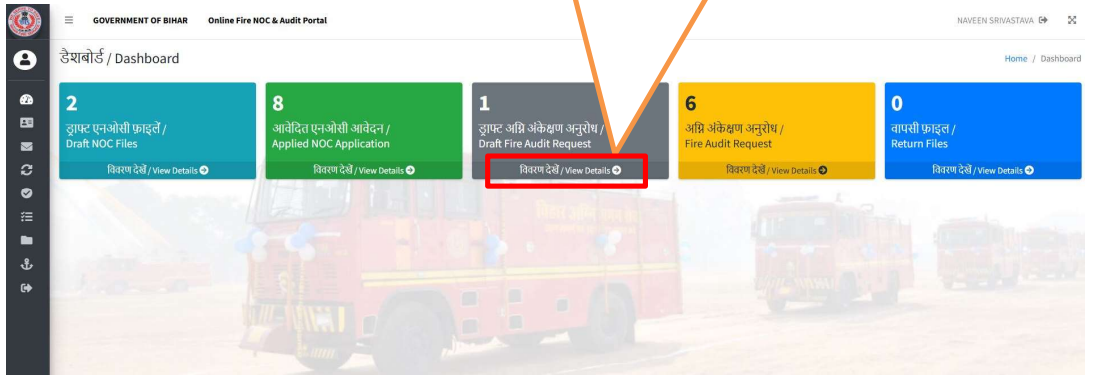 GOVERNMENT OF BIHAR Online Fire NOC & Audit Portal NAVEEN SRIVASTAVA
डैशबोर्ड / Dashboard Home / Dashboard
2
ड्राफ्ट एनओसी फ़ाइलें /
Draft NOC Files
विवरण देखें / View Details
8
आवेदित एनओसी आवेदन /
Applied NOC Application
विवरण देखें / View Details
1
ड्राफ्ट अग्नि अंकेक्षण अनुरोध /
Draft Fire Audit Request
विवरण देखें / View Details
6
अग्नि अंकेक्षण अनुरोध /
Fire Audit Request
विवरण देखें / View Details
0
वापसी फ़ाइल /
Return Files
विवरण देखें / View Details